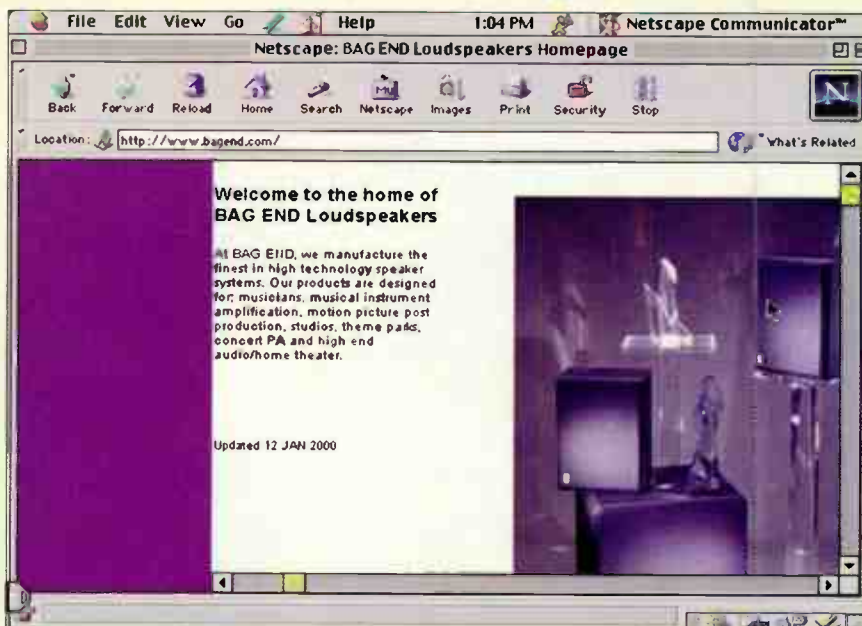 File Edit View Go Help 1:04 PM Netscape Communicator™
Netscape: BAG END Loudspeakers Homepage
Back Forward Reload Home Search Netscape Images Print Security Stop
My
N
Location: http://www.bagend.com/ What's Related
Welcome to the home of
BAG END Loudspeakers
At BAG END, we manufacture the
finest in high technology speaker
systems. Our products are designed
for; musicians, musical instrument
amplification, motion picture post
production, studios, theme parks,
concert PA and high end
audio/home theater.
Updated 12 JAN 2000